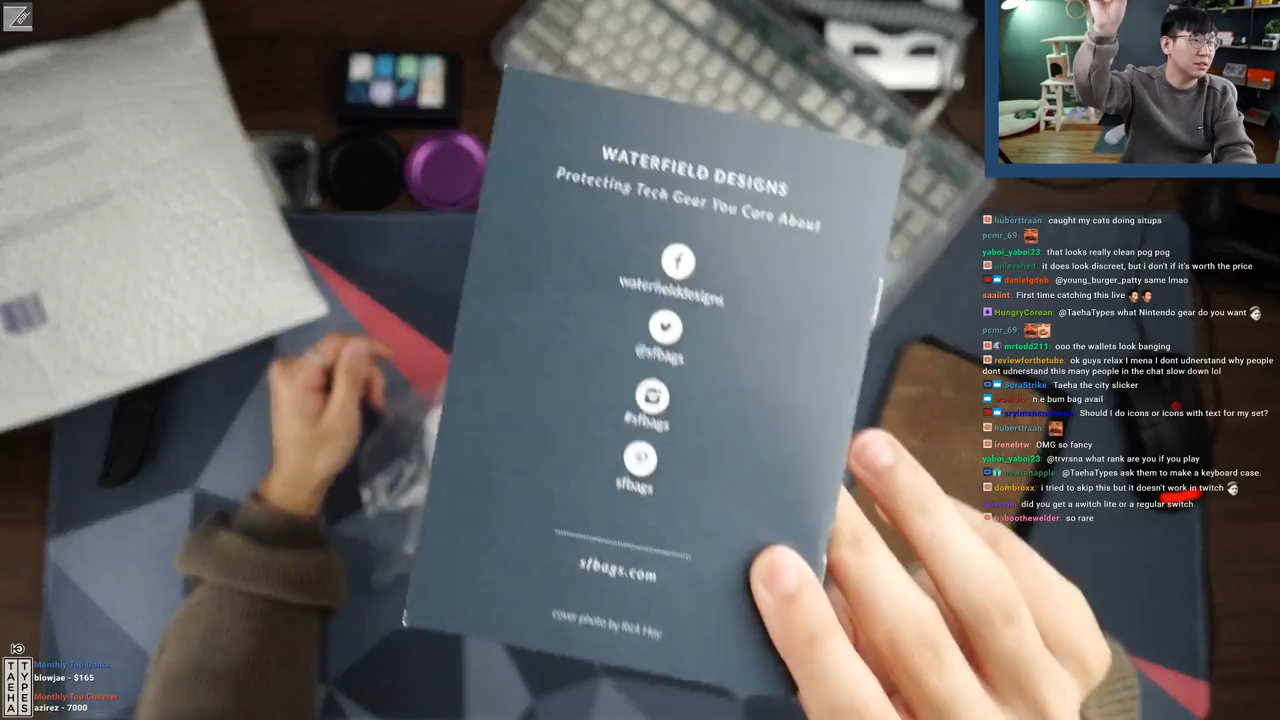 WATERFIELD DESIGNS
Protecting Tech Gear You Care About
waterfielddesigns
@sfbags
#sfbags
sfbags
sfbags.com
cover photo by Rick Hay
huberttraan: caught my cats doing situps
pcmr_69:
yaboi_yaboi23: that looks really clean pog pog
it does look discreet, but i don't if it's worth the price
danielgdeb: @young_burger_patty same lmao
saaiint: First time catching this live
HungryCorean: @TaehaTypes what Nintendo gear do you want
pcmr_69:
mrtodd211: ooo the wallets look banging
reviewforthetube: ok guys relax I mena I dont udnerstand why people
dont udnerstand this many people in the chat slow down lol
SoraStrike: Taeha the city slicker
n e bum bag avail
Should I do icons or icons with text for my set?
huberttraan:
irenebtw: OMG so fancy
yaboi_yaboi23: @trvrsna what rank are you if you play
@TaehaTypes ask them to make a keyboard case.
dombroxx: i tried to skip this but it doesn't work in twitch
did you get a switch lite or a regular switch
baboothewelder: so rare
TAEHA
TYPES
Monthly Top Dono
blowjae - $165
Monthly Top Cheerer
azirez - 7000